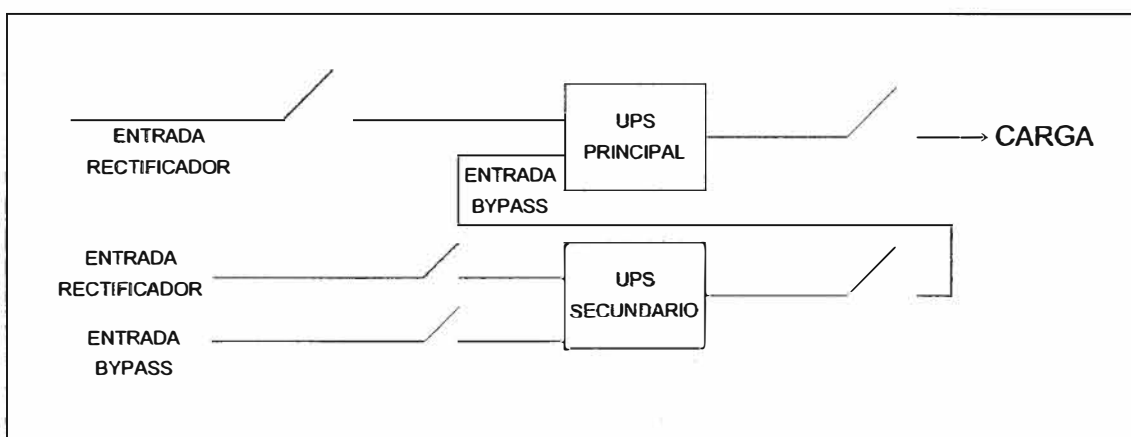 ENTRADA
RECTIFICADOR
UPS
PRINCIPAL
CARGA
ENTRADA
BYPASS
ENTRADA
RECTIFICADOR
UPS
SECUNDARIO
ENTRADA
BYPASS